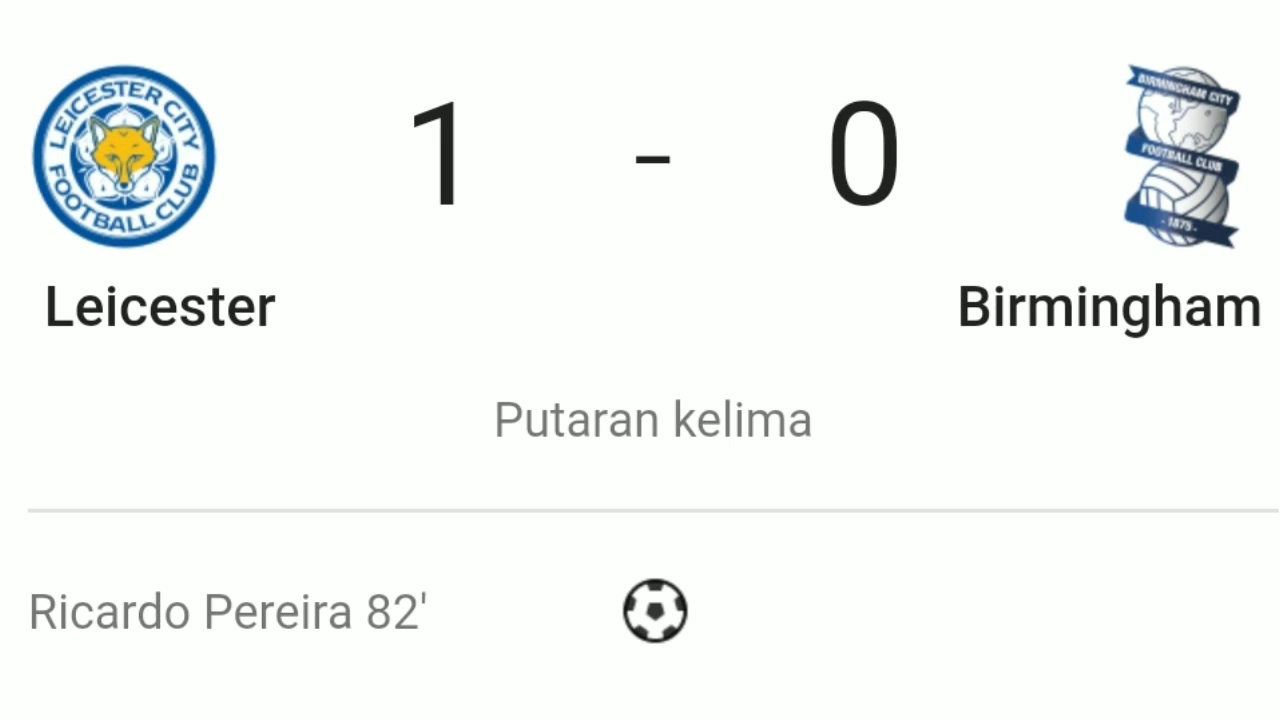 LEICESTER CITY
FOOTBALL CLUB
1 - 0
BIRMINGHAM CITY
FOOTBALL CLUB
- 1875 -
Leicester
Birmingham
Putaran kelima
Ricardo Pereira 82'